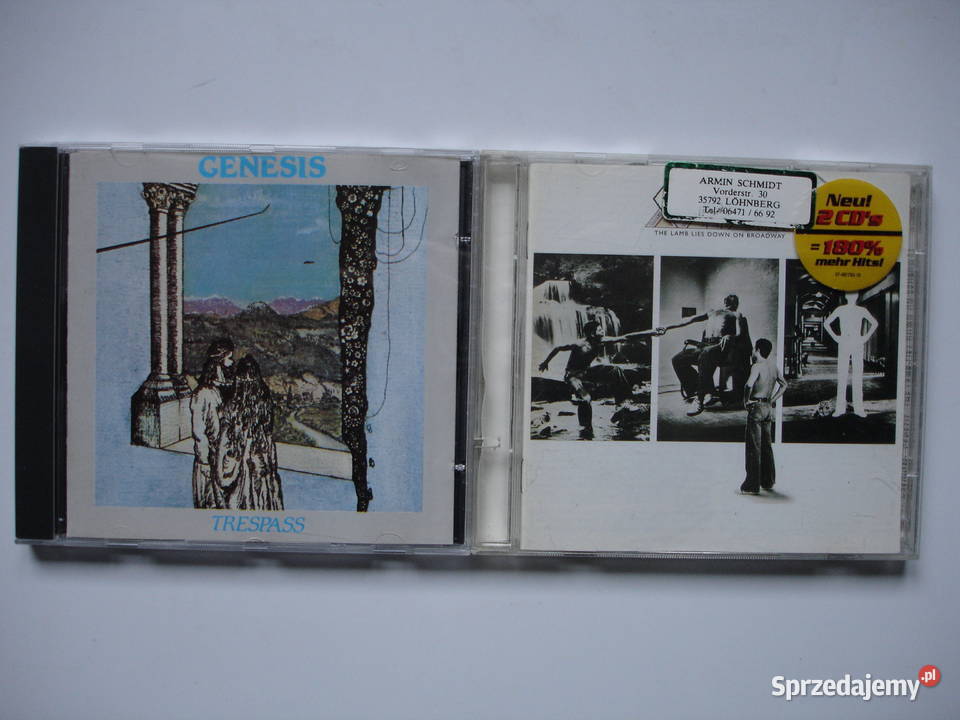 GENESIS
TRESPASS
ARMIN SCHMIDT
Vorderstr. 30
35792 LÖHNBERG
Tel. 06471 / 66 92
THE LAMB LIES DOWN ON BROADWAY
Neu!
2 CD's
= 180%
mehr Hits!
Sprzedajemy.pl